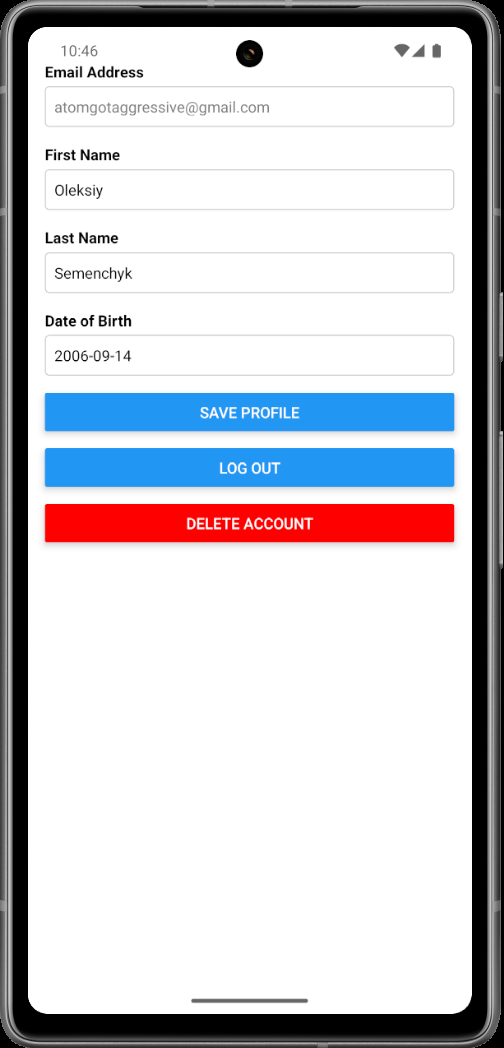 10:46
Email Address
atomgotaggressive@gmail.com
First Name
Oleksiy
Last Name
Semenchyk
Date of Birth
2006-09-14
SAVE PROFILE
LOG OUT
DELETE ACCOUNT